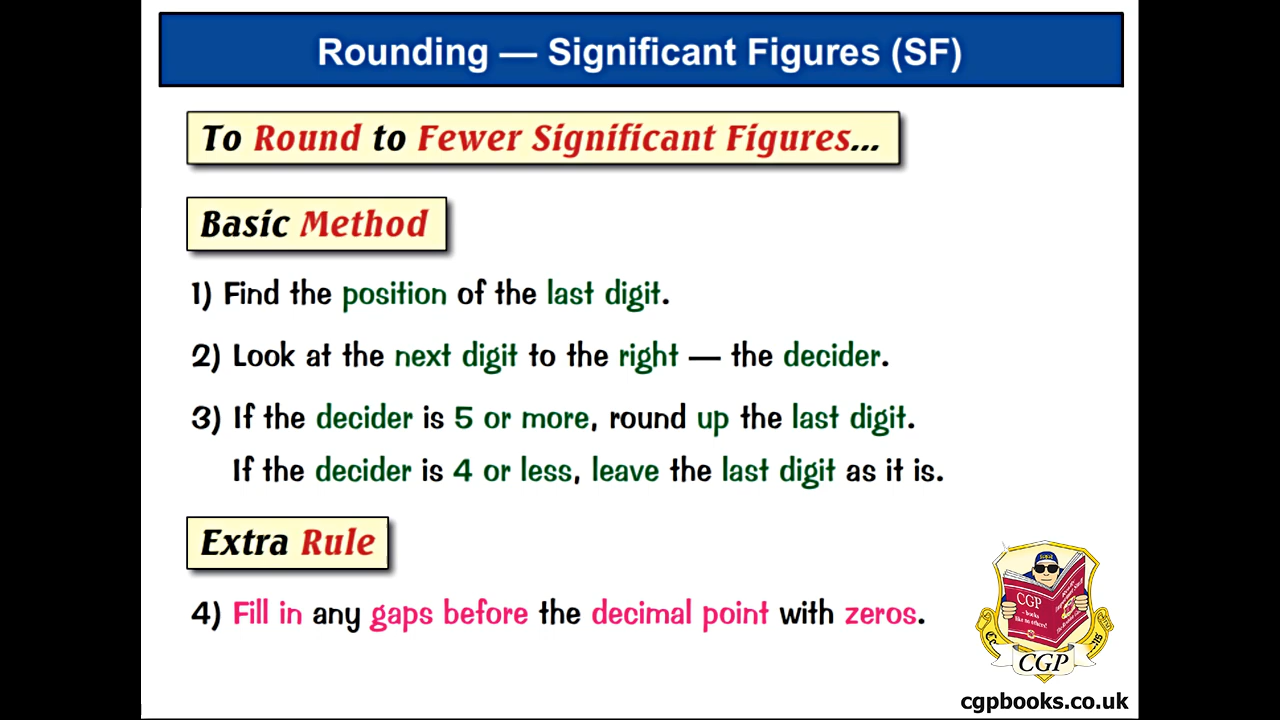 Rounding — Significant Figures (SF)
To Round to Fewer Significant Figures...
Basic Method
1) Find the position of the last digit.
2) Look at the next digit to the right — the decider.
3) If the decider is 5 or more, round up the last digit.
If the decider is 4 or less, leave the last digit as it is.
Extra Rule
4) Fill in any gaps before the decimal point with zeros.
CGP
CGP
cgpbooks.co.uk